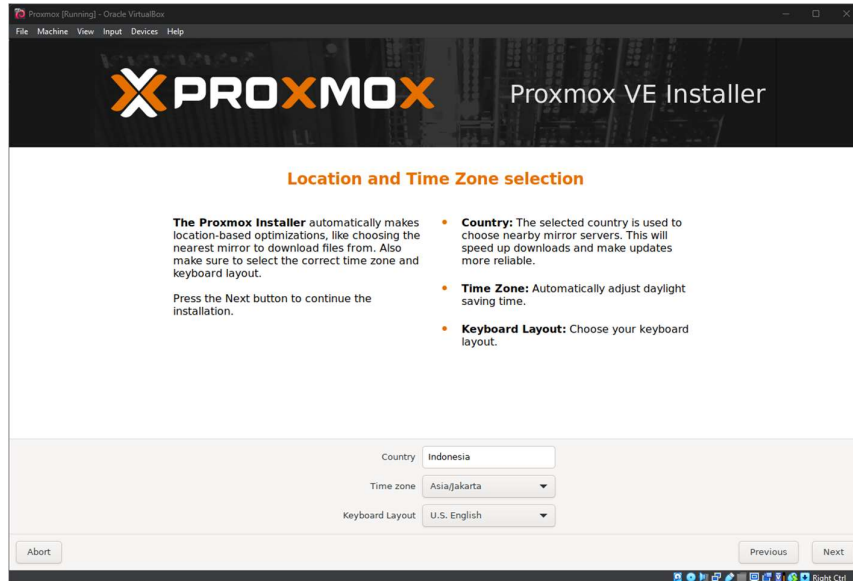 Proxmox [Running] - Oracle VirtualBox
File Machine View Input Devices Help
PROXMOX
Proxmox VE Installer
Location and Time Zone selection
The Proxmox Installer automatically makes
location-based optimizations, like choosing the
nearest mirror to download files from. Also
make sure to select the correct time zone and
keyboard layout.
Press the Next button to continue the
installation.
• Country: The selected country is used to
choose nearby mirror servers. This will
speed up downloads and make updates
more reliable.
• Time Zone: Automatically adjust daylight
saving time.
• Keyboard Layout: Choose your keyboard
layout.
Country Indonesia
Time zone Asia/Jakarta
Keyboard Layout U.S. English
Abort Previous Next
Right Ctrl